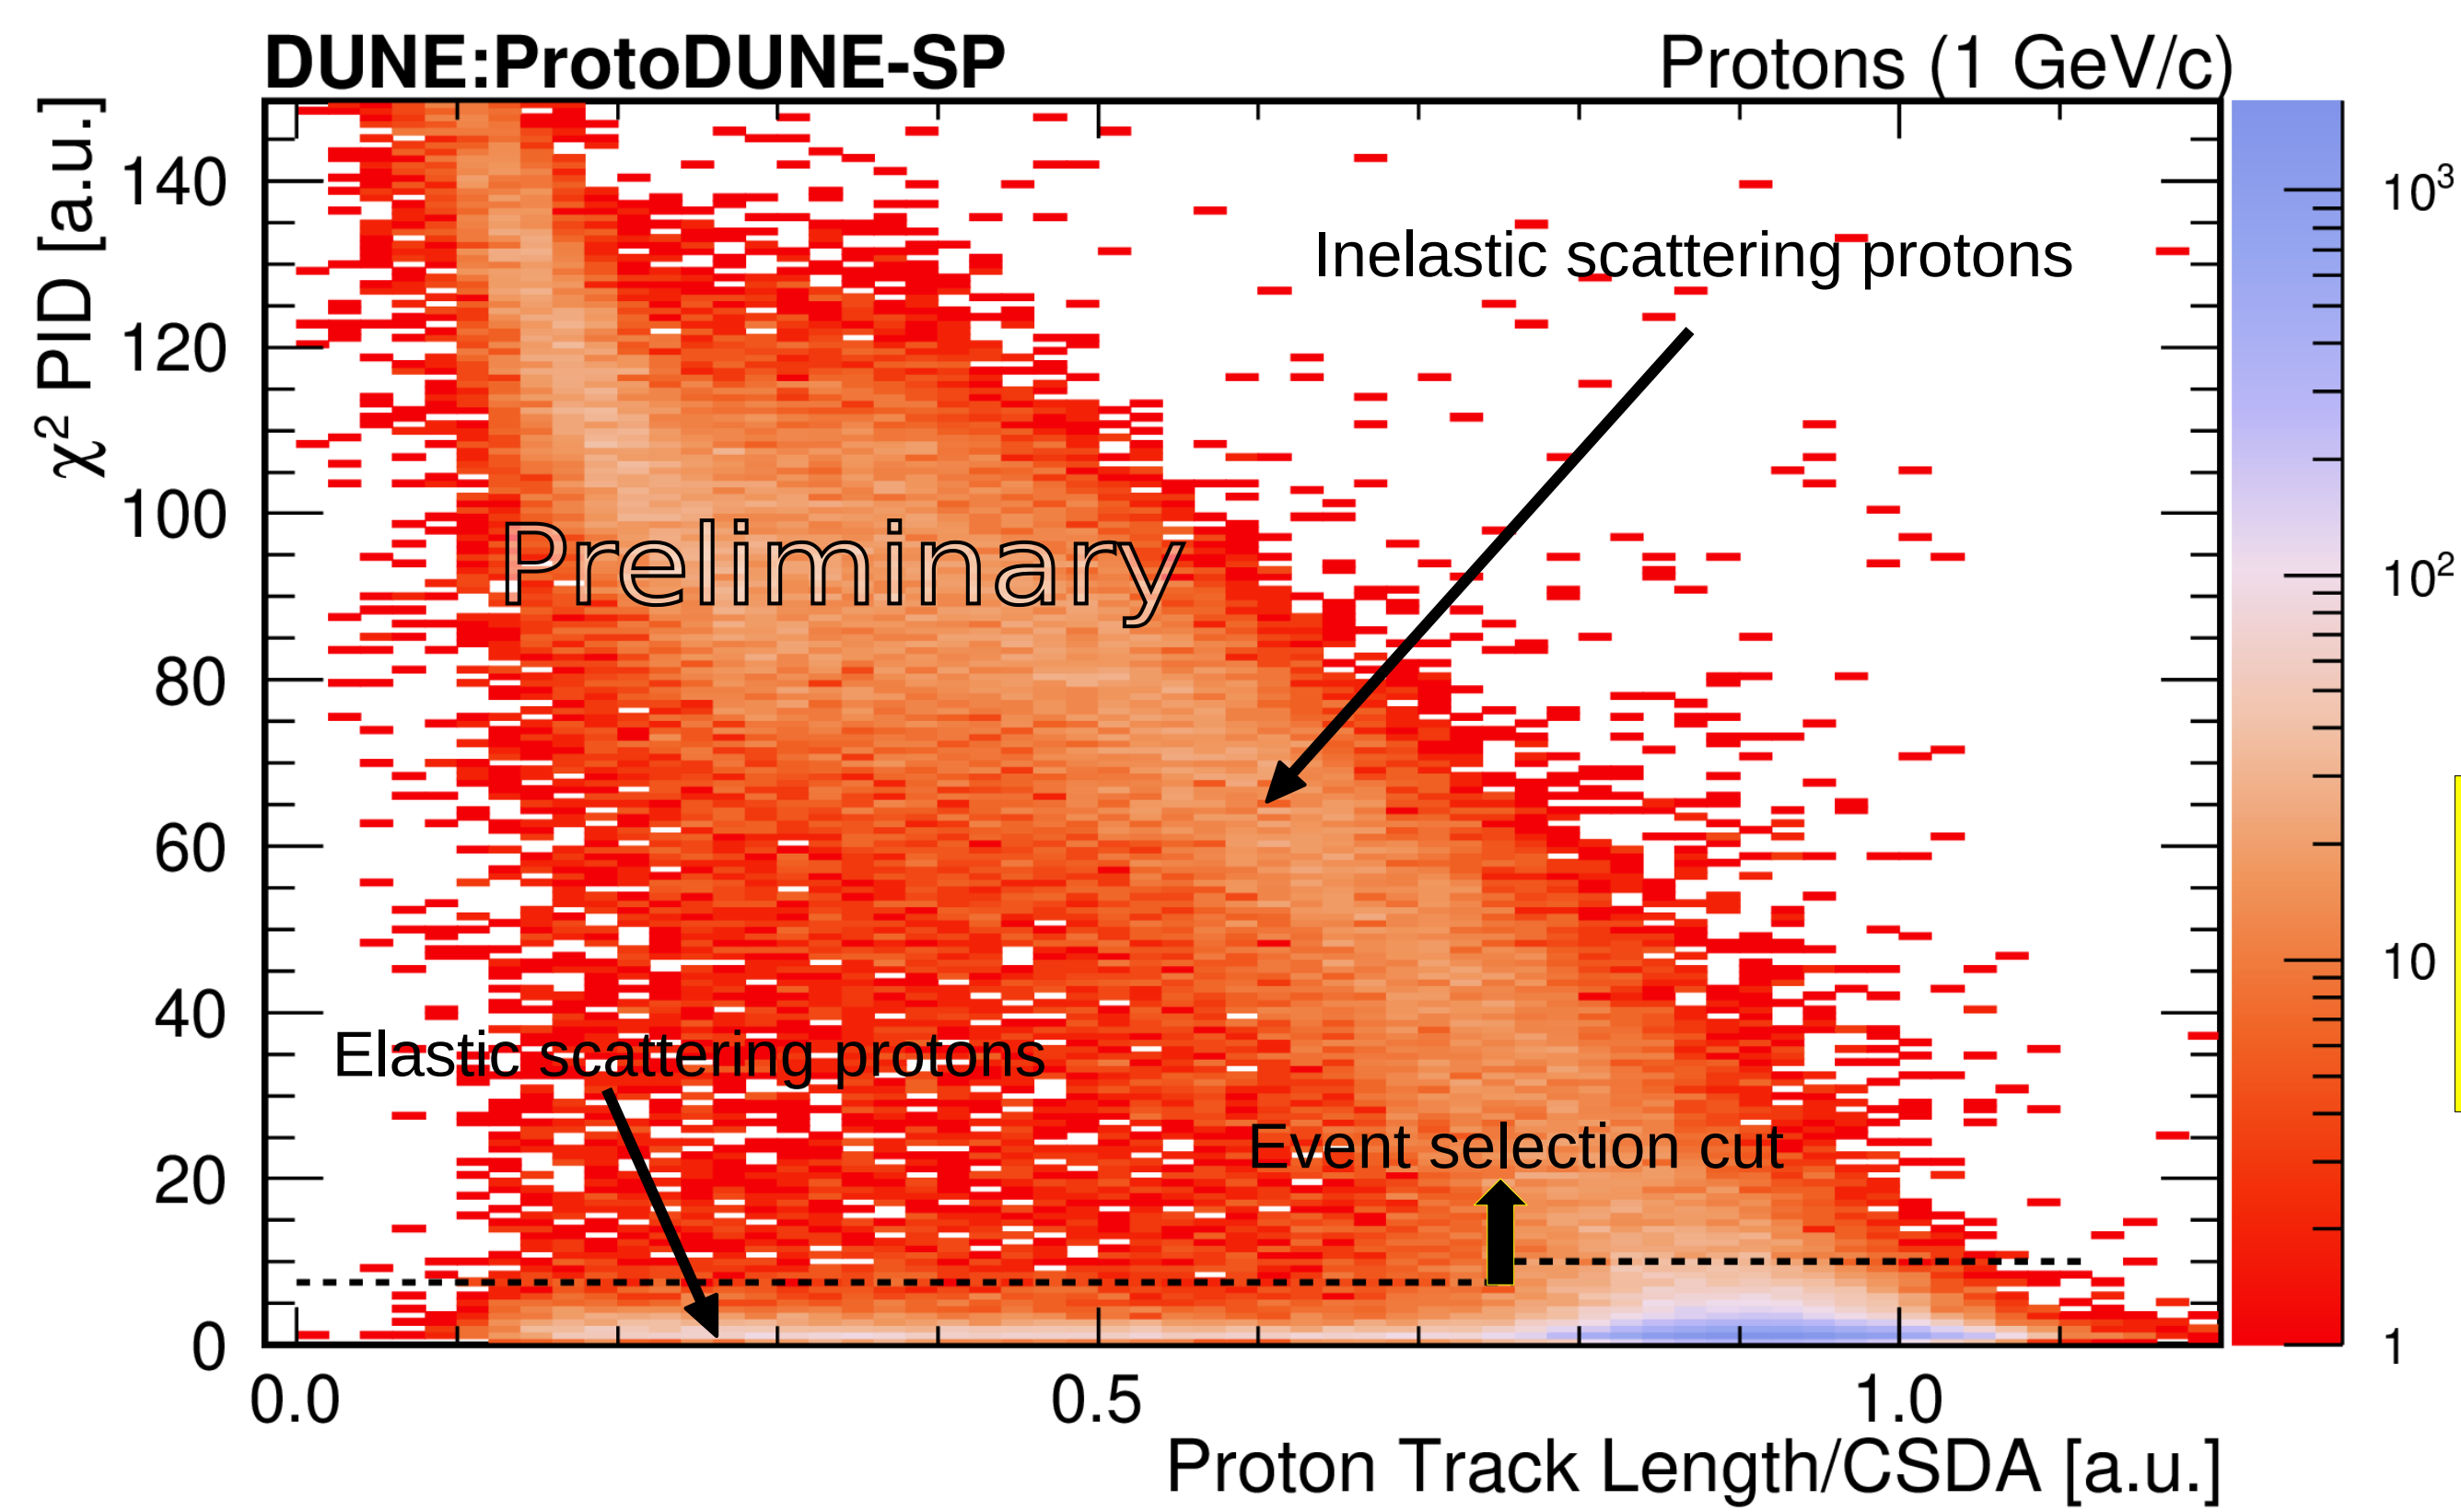 DUNE:ProtoDUNE-SP
Protons (1 GeV/c)
χ² PID [a.u.]
140
120
100
80
60
40
20
0
10³
10²
10
1
Inelastic scattering protons
Preliminary
Elastic scattering protons
Event selection cut
0.0
0.5
1.0
Proton Track Length/CSDA [a.u.]